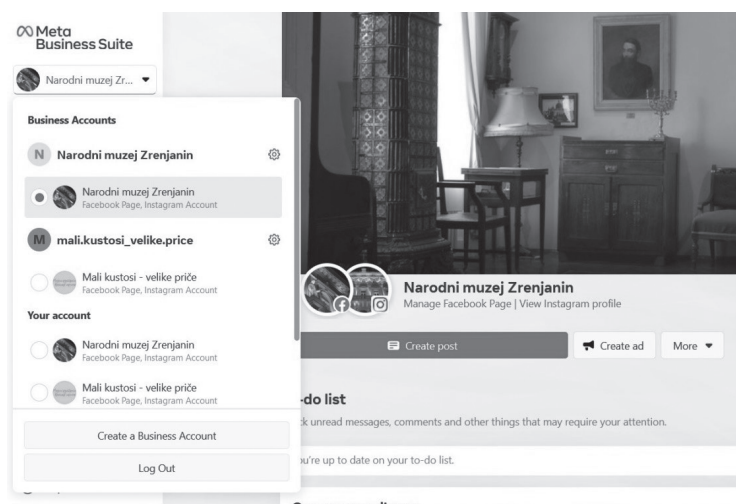 Meta
Business Suite
Narodni muzej Zr...
Business Accounts
N Narodni muzej Zrenjanin
Narodni muzej Zrenjanin
Facebook Page, Instagram Account
M mali.kustosi_velike.price
Mali kustosi - velike priče
Facebook Page, Instagram Account
Your account
Narodni muzej Zrenjanin
Facebook Page, Instagram Account
Mali kustosi - velike priče
Facebook Page, Instagram Account
Create a Business Account
Log Out
Narodni muzej Zrenjanin
Manage Facebook Page | View Instagram profile
Create post
Create ad
More
-do list
unread messages, comments and other things that may require your attention.
're up to date on your to-do list.